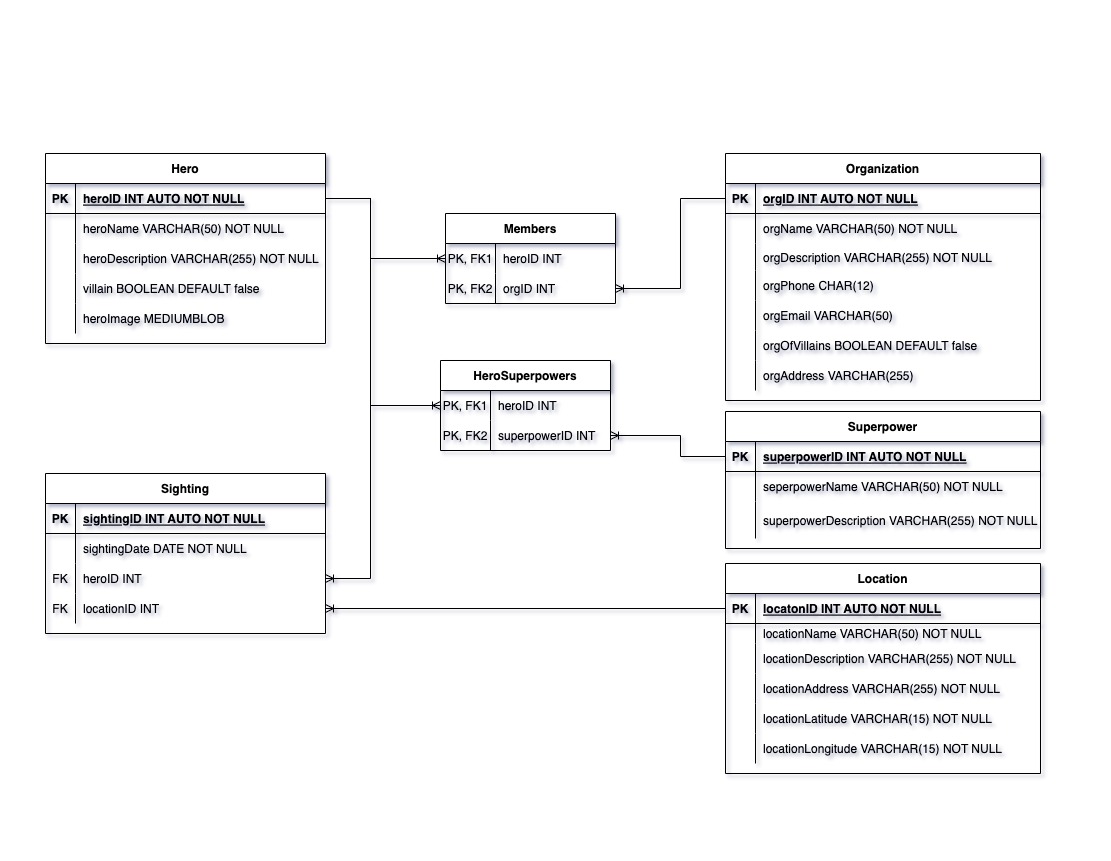 Hero
PK heroID INT AUTO NOT NULL
heroName VARCHAR(50) NOT NULL
heroDescription VARCHAR(255) NOT NULL
villain BOOLEAN DEFAULT false
heroImage MEDIUMBLOB
Members
PK, FK1 heroID INT
PK, FK2 orgID INT
Organization
PK orgID INT AUTO NOT NULL
orgName VARCHAR(50) NOT NULL
orgDescription VARCHAR(255) NOT NULL
orgPhone CHAR(12)
orgEmail VARCHAR(50)
orgOfVillains BOOLEAN DEFAULT false
orgAddress VARCHAR(255)
HeroSuperpowers
PK, FK1 heroID INT
PK, FK2 superpowerID INT
Superpower
PK superpowerID INT AUTO NOT NULL
seperpowerName VARCHAR(50) NOT NULL
superpowerDescription VARCHAR(255) NOT NULL
Sighting
PK sightingID INT AUTO NOT NULL
sightingDate DATE NOT NULL
FK heroID INT
FK locationID INT
Location
PK locatonID INT AUTO NOT NULL
locationName VARCHAR(50) NOT NULL
locationDescription VARCHAR(255) NOT NULL
locationAddress VARCHAR(255) NOT NULL
locationLatitude VARCHAR(15) NOT NULL
locationLongitude VARCHAR(15) NOT NULL